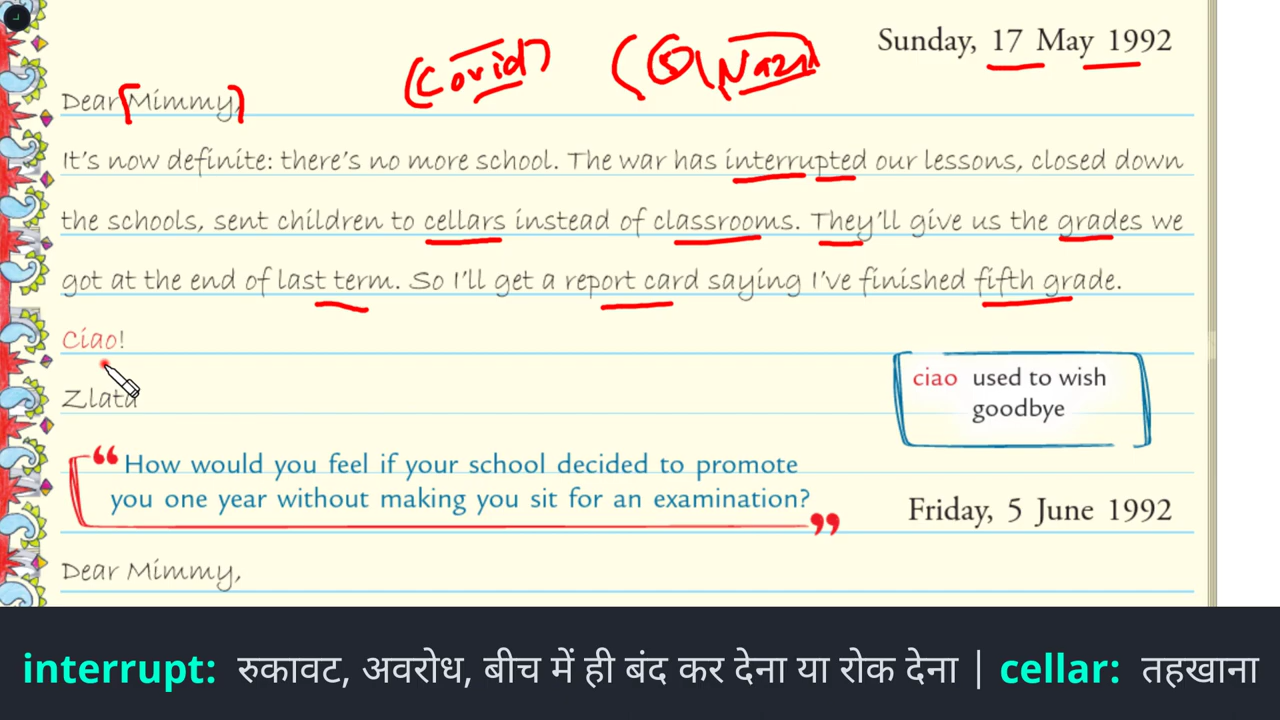 Sunday, 17 May 1992
(Covid)
Dear Mimmy,
It's now definite: there's no more school. The war has interrupted our lessons, closed down
the schools, sent children to cellars instead of classrooms. They'll give us the grades we
got at the end of last term. So I'll get a report card saying I've finished fifth grade.
Ciao!
Zlata
ciao used to wish
goodbye
“How would you feel if your school decided to promote
you one year without making you sit for an examination?”
Friday, 5 June 1992
Dear Mimmy,
interrupt: रुकावट, अवरोध, बीच में ही बंद कर देना या रोक देना | cellar: तहखाना